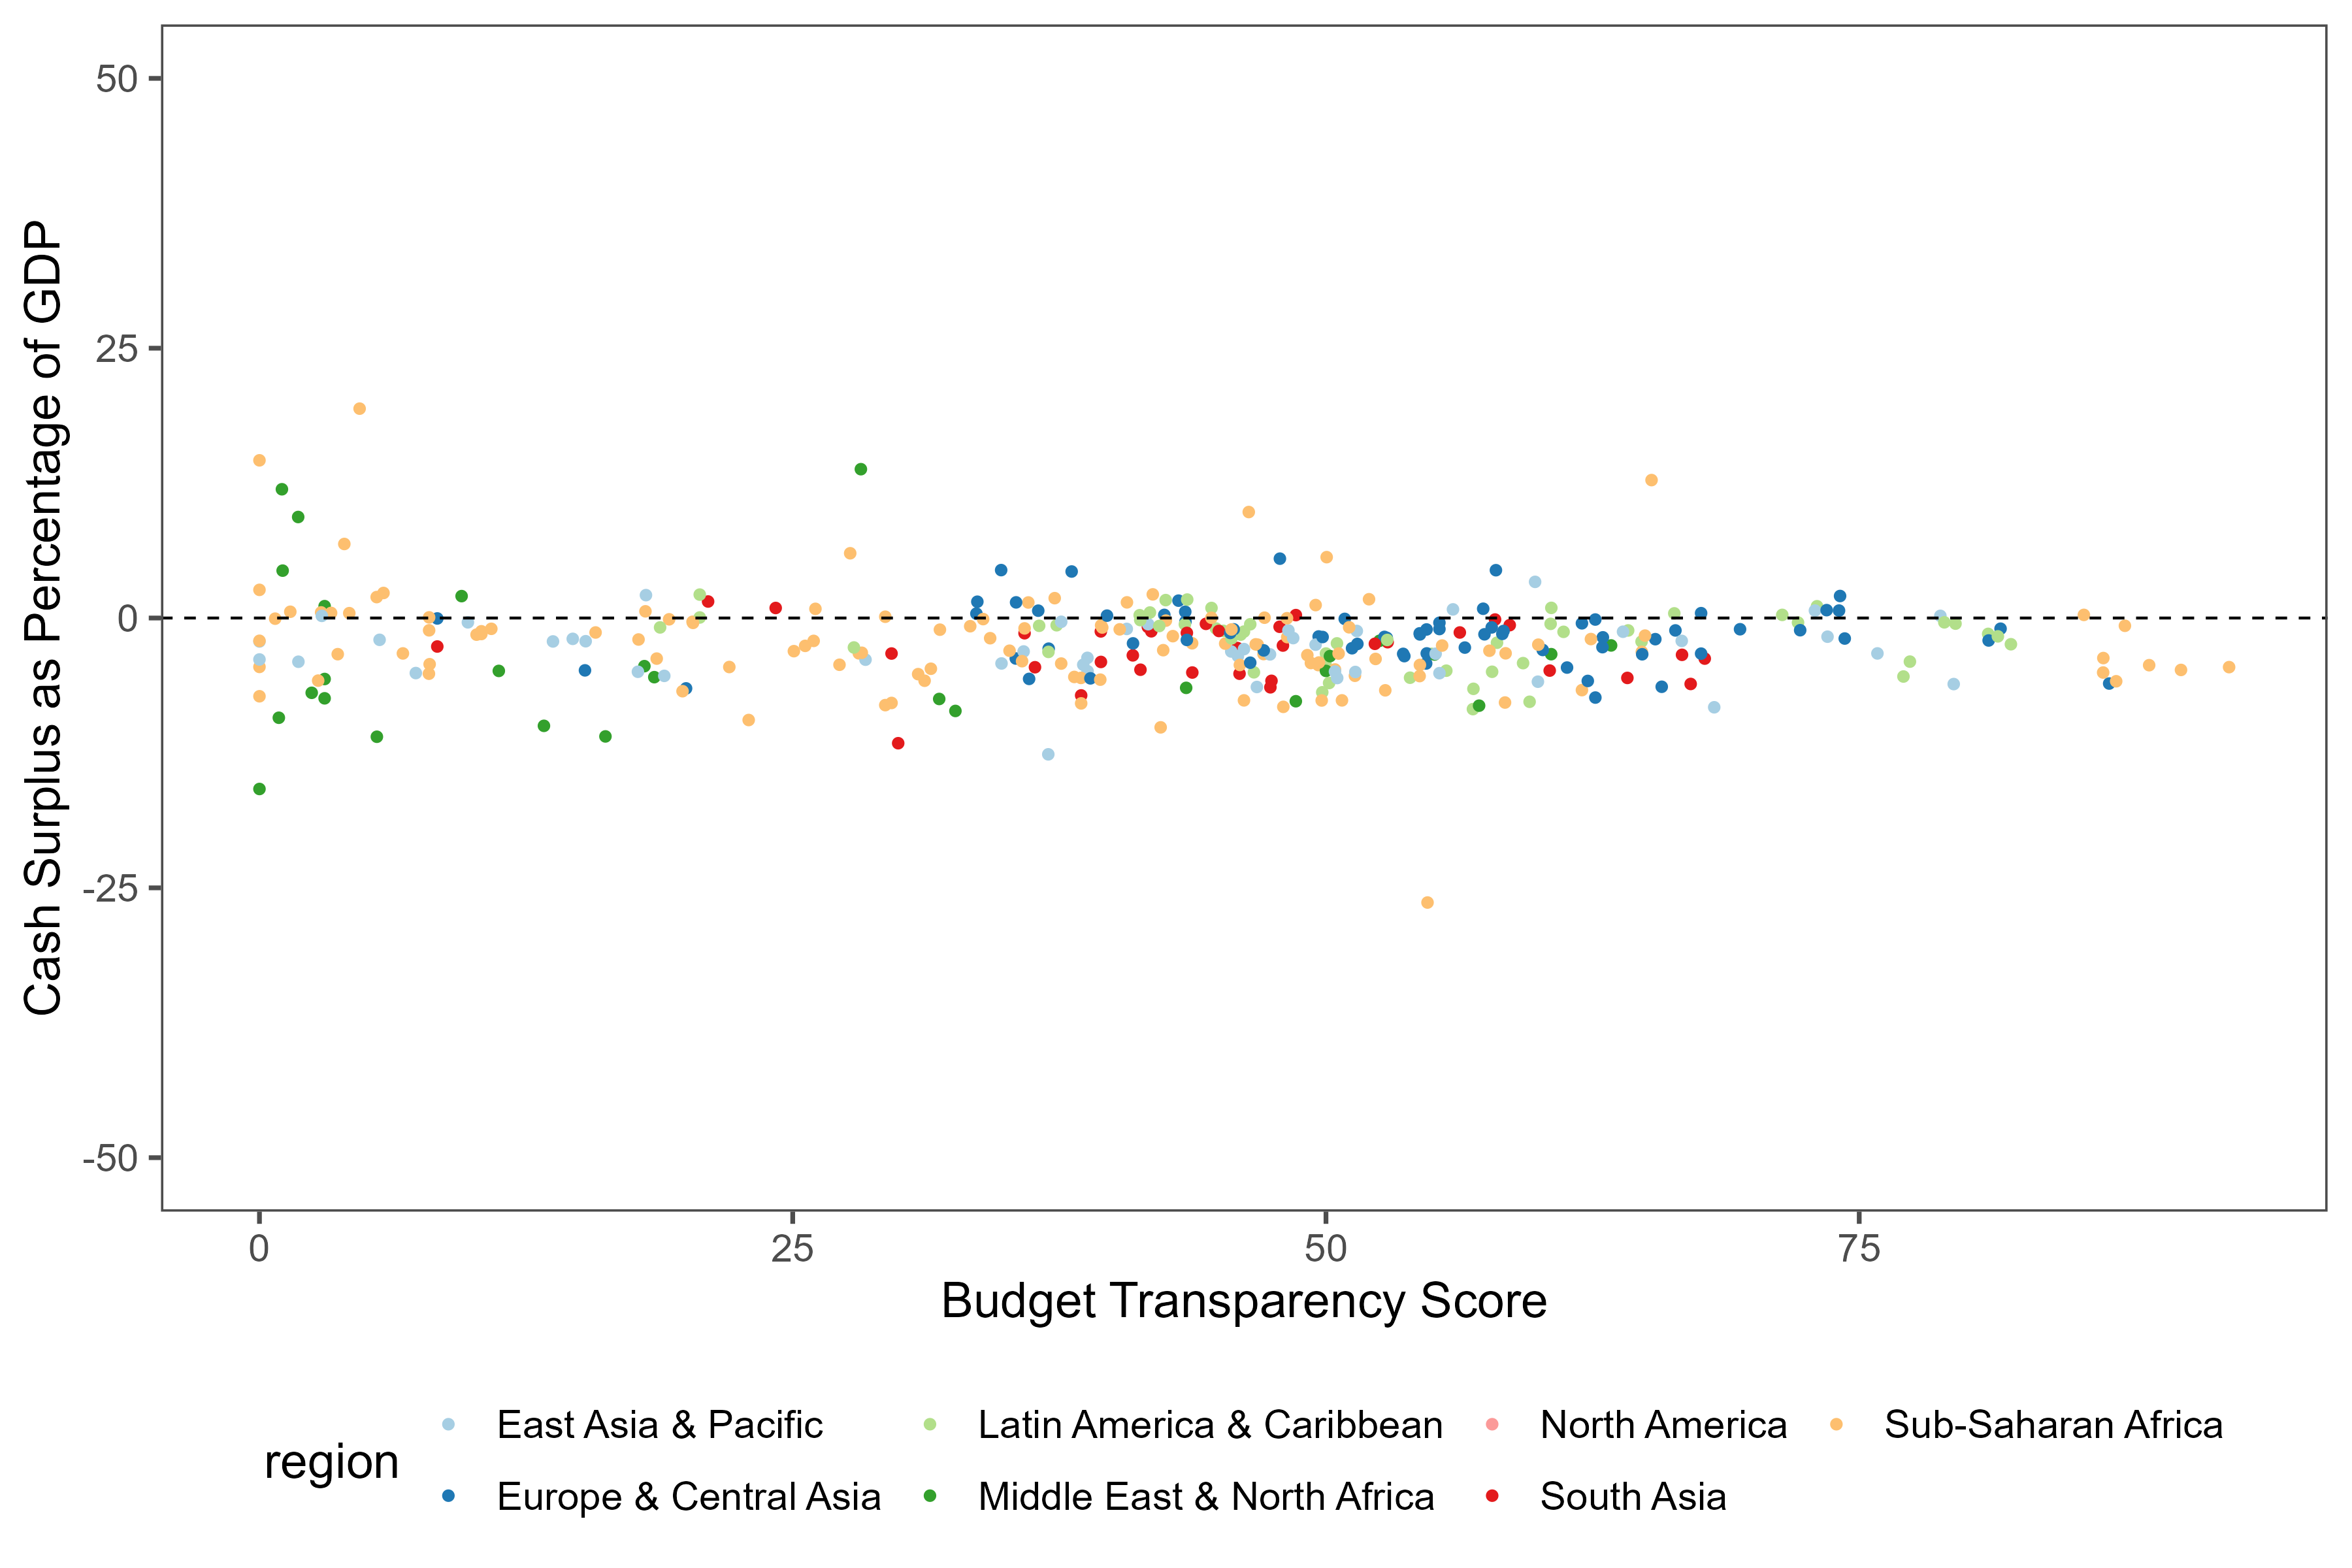 50
25
0
-25
-50
Cash Surplus as Percentage of GDP
0 25 50 75
Budget Transparency Score
region
East Asia & Pacific Latin America & Caribbean North America Sub-Saharan Africa
Europe & Central Asia Middle East & North Africa South Asia